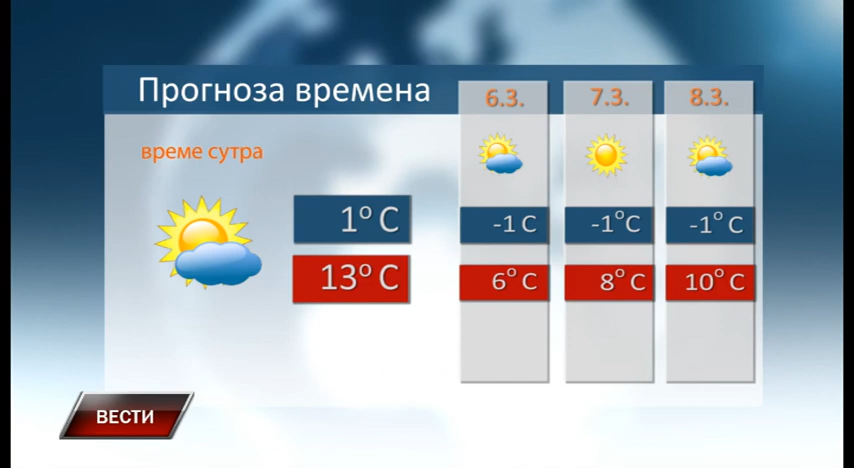 Прогноза времена
6.3.
7.3.
8.3.
време сутра
1° C
-1 C
-1°C
-1° C
13° C
6° C
8° C
10° C
ВЕСТИ